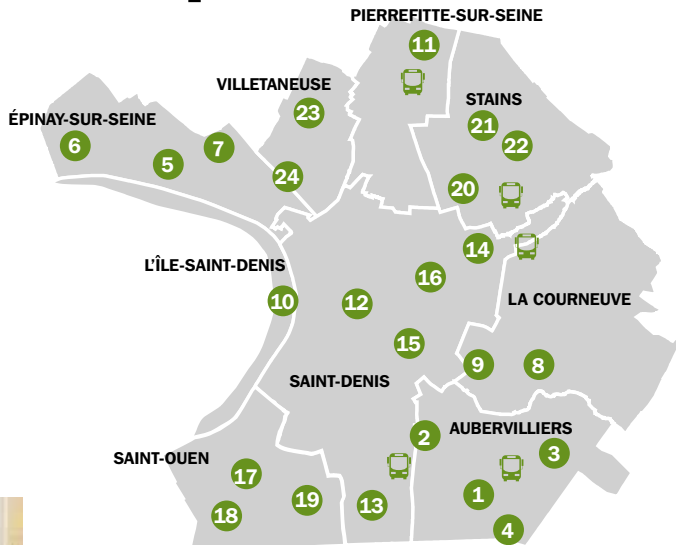 PIERREFITTE-SUR-SEINE
11
VILLETANEUSE
STAINS
23
ÉPINAY-SUR-SEINE
21
6
7
22
5
24
20
14
L'ÎLE-SAINT-DENIS
16
10
12
LA COURNEUVE
15
9
8
SAINT-DENIS
2
AUBERVILLIERS
3
SAINT-OUEN
17
1
19
13
18
4